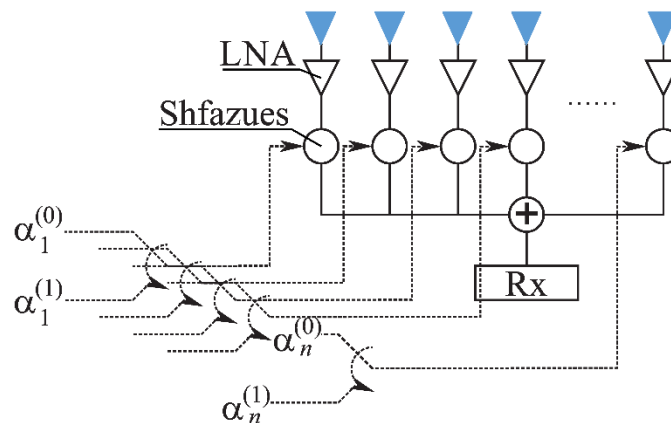 LNA
Shfazues
......
+
α₁⁽⁰⁾
α₁⁽¹⁾
Rx
αₙ⁽⁰⁾
αₙ⁽¹⁾